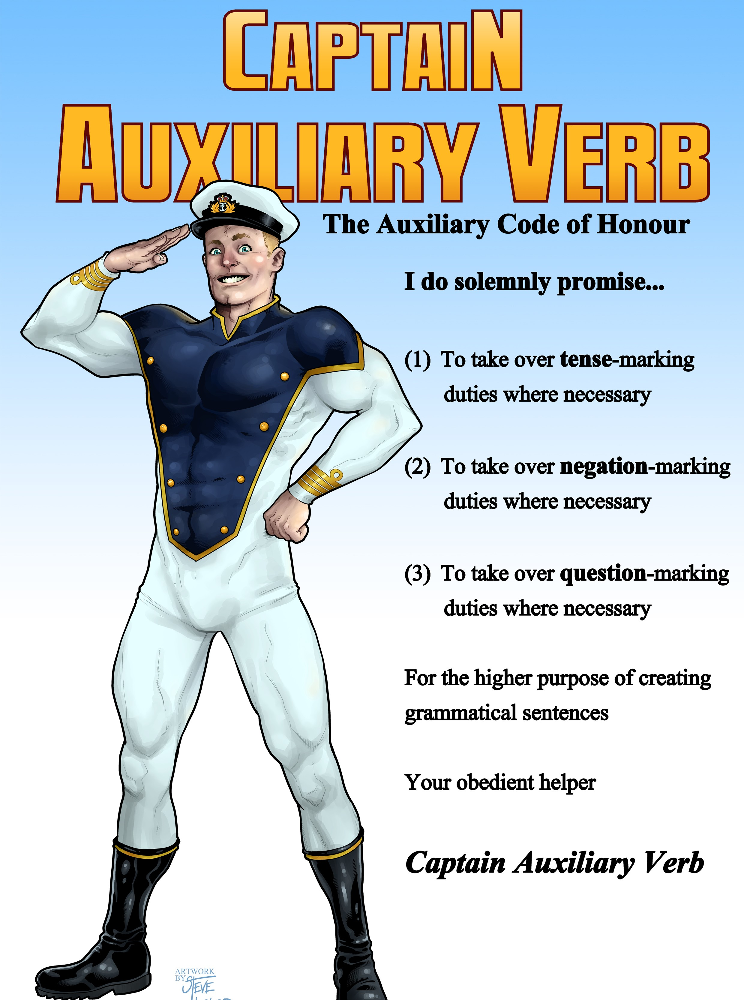 CAPTAIN
AUXILIARY VERB
The Auxiliary Code of Honour
I do solemnly promise...
(1) To take over tense-marking
duties where necessary
(2) To take over negation-marking
duties where necessary
(3) To take over question-marking
duties where necessary
For the higher purpose of creating
grammatical sentences
Your obedient helper
Captain Auxiliary Verb
ARTWORK
BY STEVE